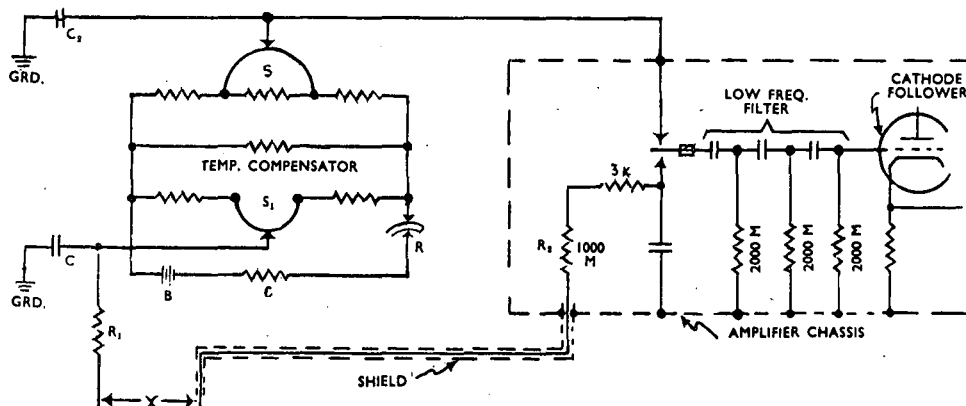 C₂
GRD.
S
TEMP. COMPENSATOR
S₁
C
GRD.
R
B
C
R₁
X
SHIELD
R₂
1000
M
3 K
LOW FREQ.
FILTER
CATHODE
FOLLOWER
2000 M
2000 M
2000 M
AMPLIFIER CHASSIS